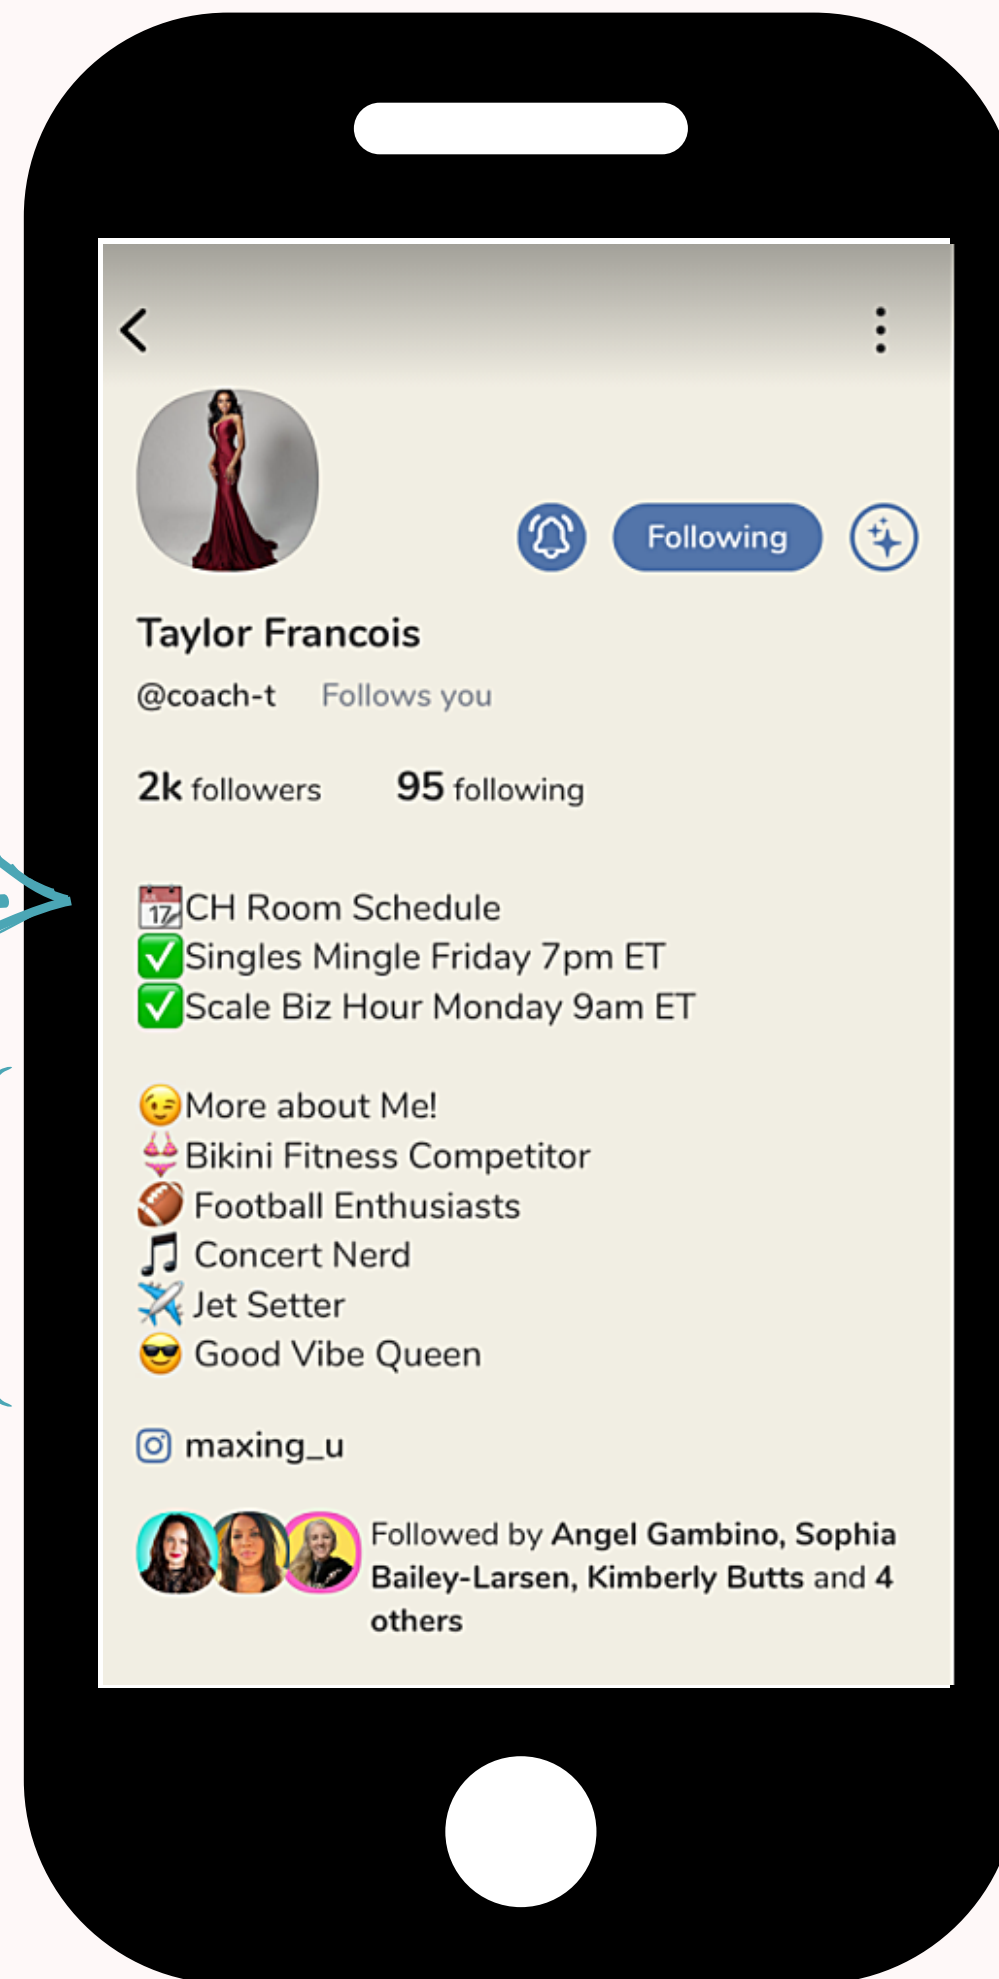 Following
Taylor Francois
@coach-t Follows you
2k followers 95 following
📆CH Room Schedule
✅Singles Mingle Friday 7pm ET
✅Scale Biz Hour Monday 9am ET
😉More about Me!
👙Bikini Fitness Competitor
🏈 Football Enthusiasts
🎵 Concert Nerd
✈️ Jet Setter
😎 Good Vibe Queen
maxing_u
Followed by Angel Gambino, Sophia
Bailey-Larsen, Kimberly Butts and 4
others